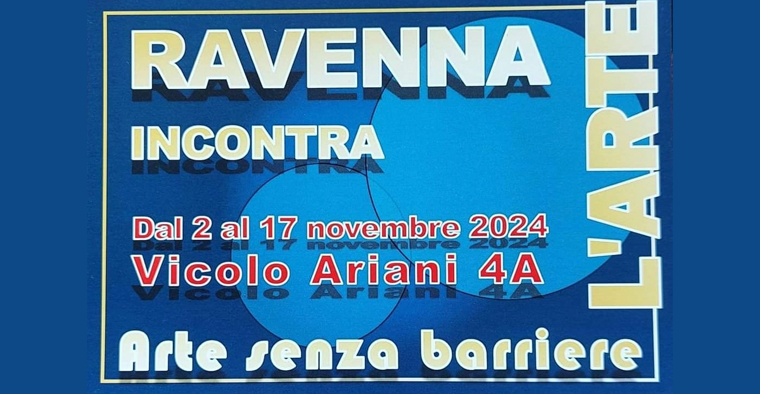 RAVENNA
INCONTRA
L'ARTE
Dal 2 al 17 novembre 2024
Vicolo Ariani 4A
Arte senza barriere